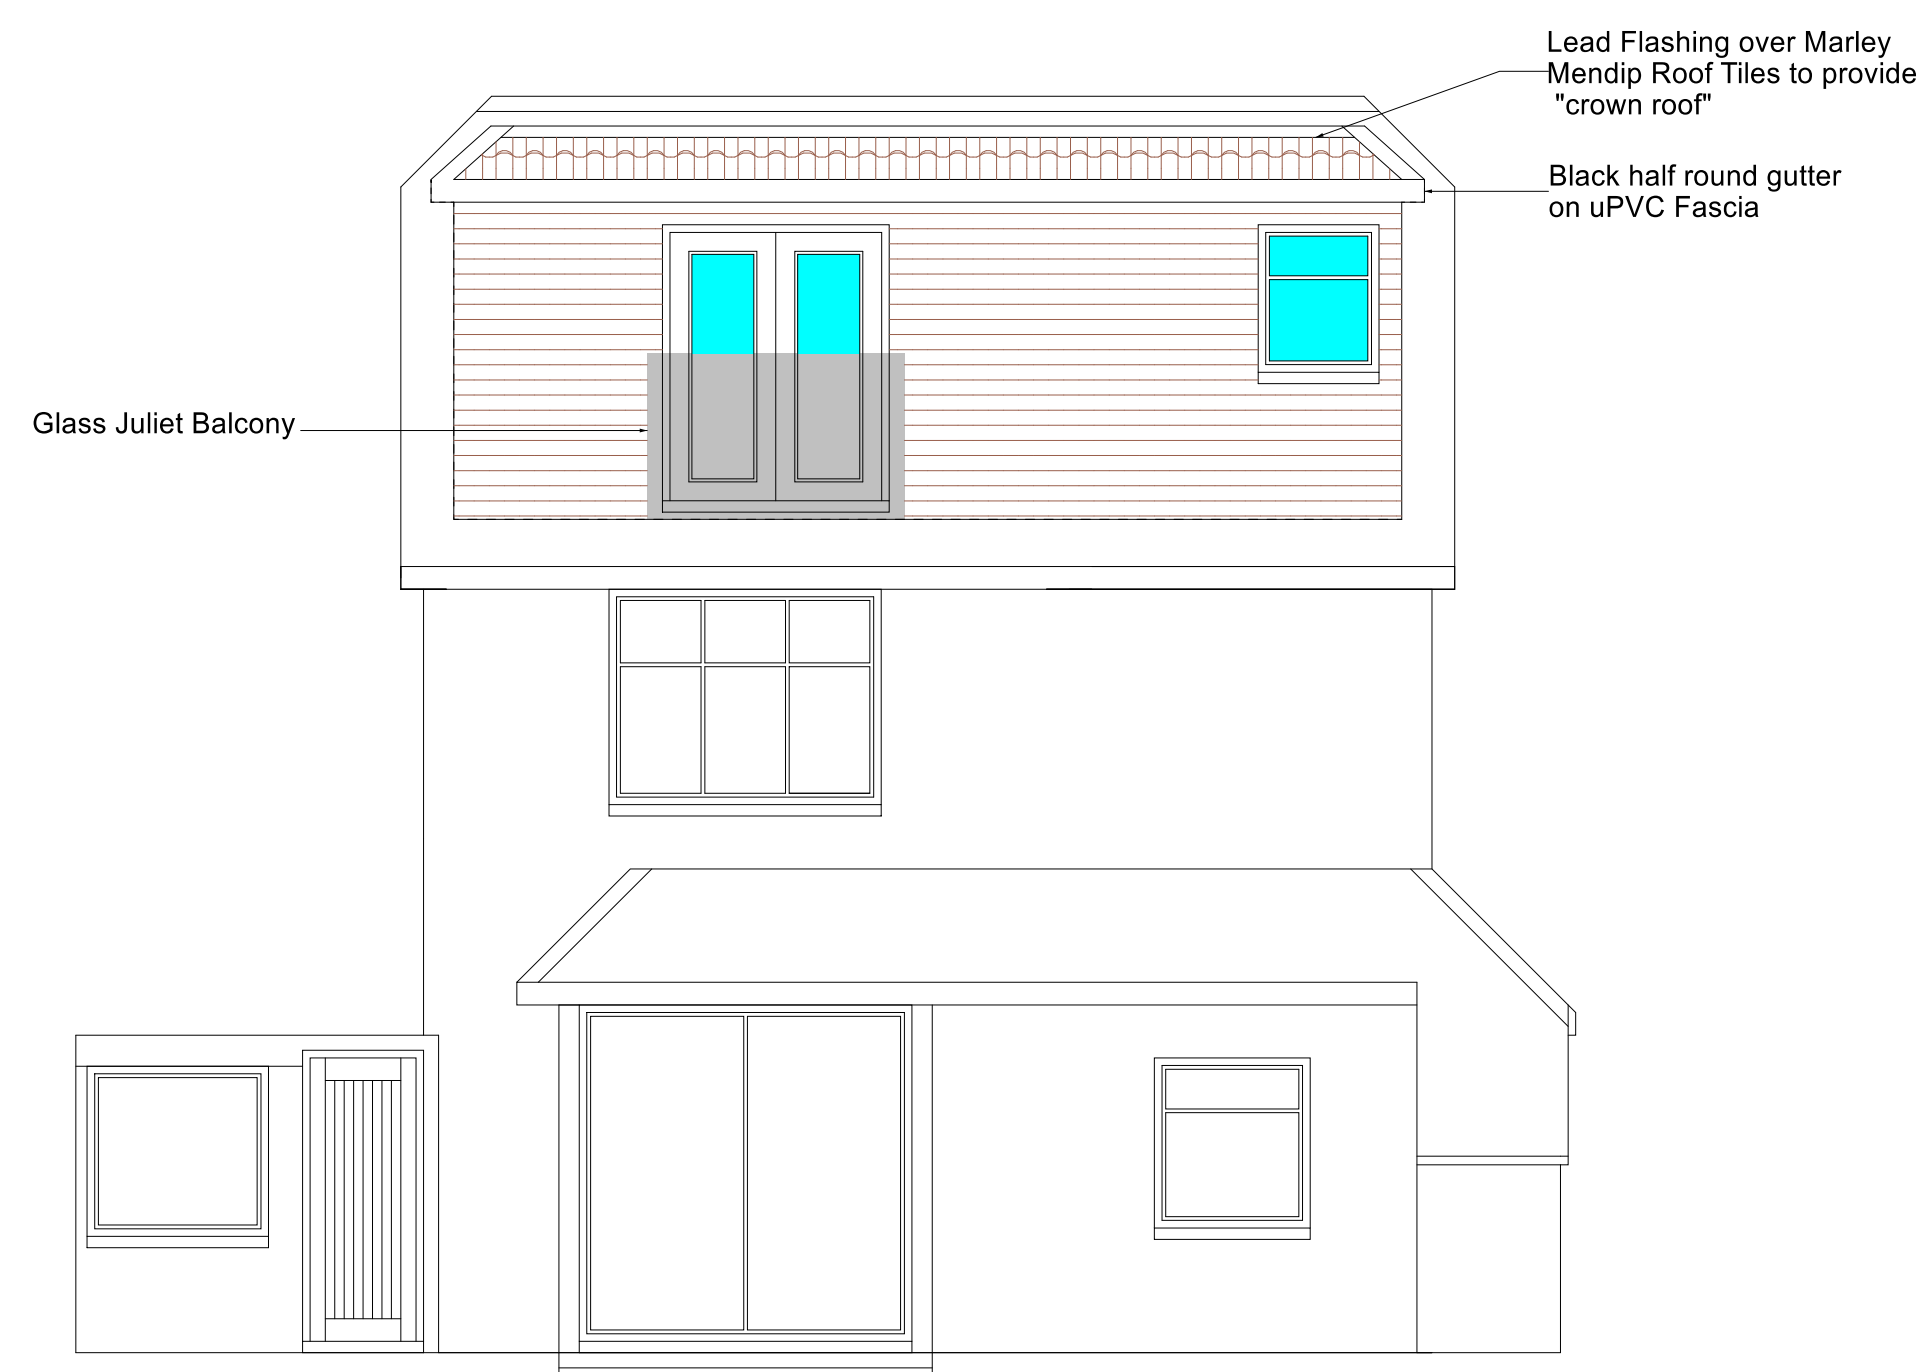 Lead Flashing over Marley
Mendip Roof Tiles to provide
"crown roof"
Black half round gutter
on uPVC Fascia
Glass Juliet Balcony